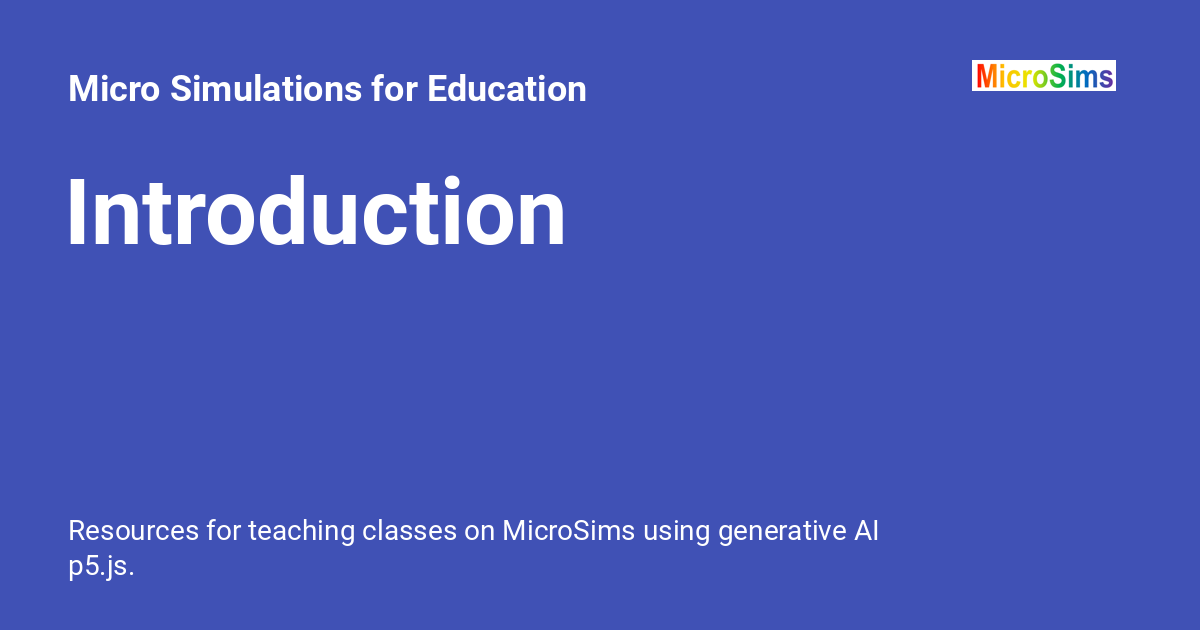 Micro Simulations for Education
MicroSims
Introduction
Resources for teaching classes on MicroSims using generative AI
p5.js.